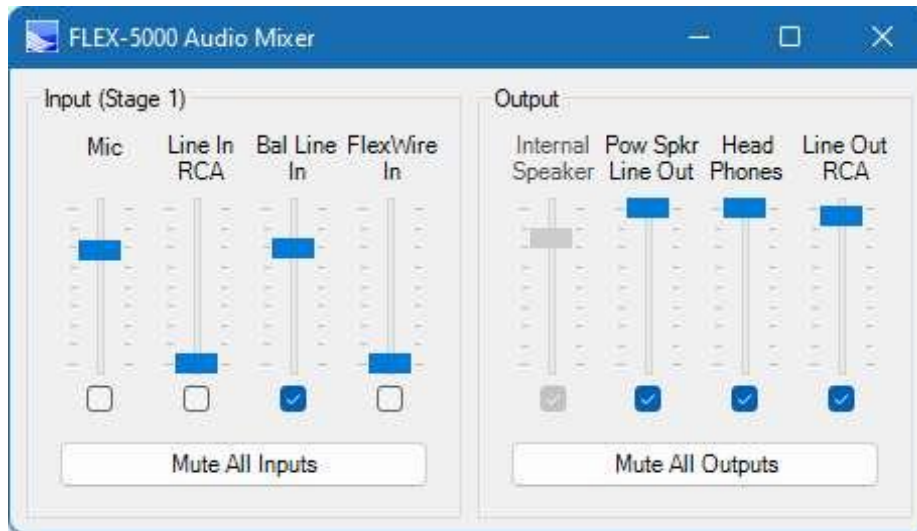 FLEX-5000 Audio Mixer
Input (Stage 1)
Mic
Line In
RCA
Bal Line
In
FlexWire
In
Mute All Inputs
Output
Internal
Speaker
Pow Spkr
Line Out
Head
Phones
Line Out
RCA
Mute All Outputs